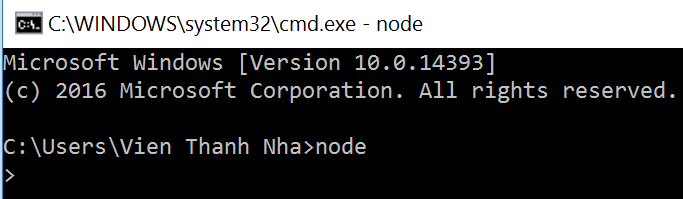 C:\WINDOWS\system32\cmd.exe - node
Microsoft Windows [Version 10.0.14393]
(c) 2016 Microsoft Corporation. All rights reserved.
C:\Users\Vien Thanh Nha>node
>